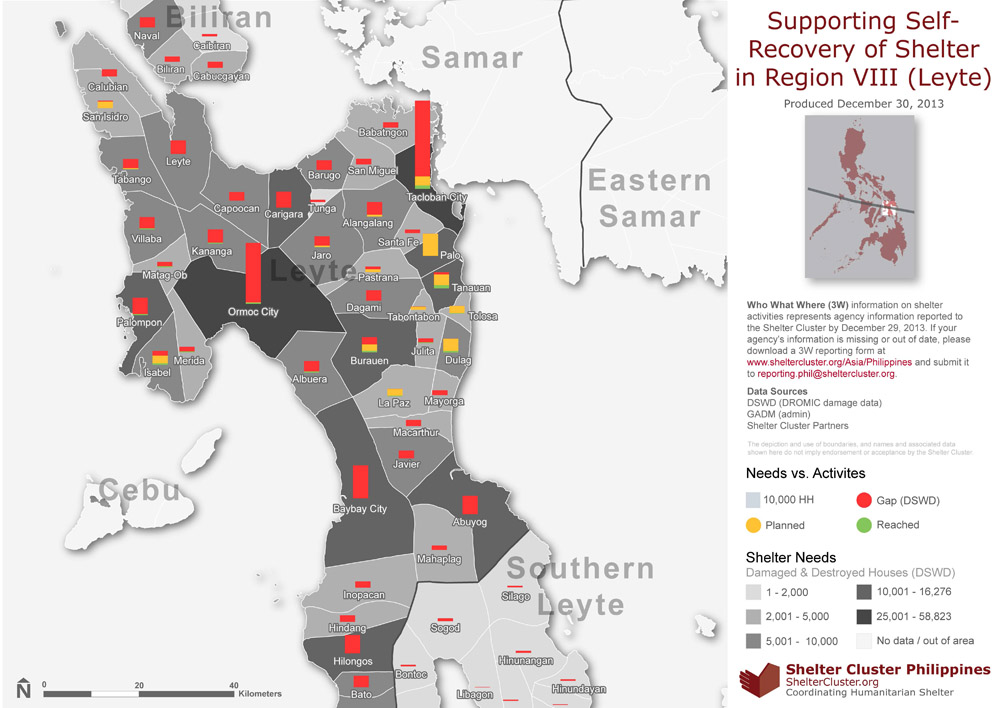 Biliran
Naval
Caibiran
Biliran
Cabucgayan
Samar
Calubian
San Isidro
Babatngon
Leyte
Tabango
Barugo
San Miguel
Capoocan
Carigara
Tunga
Tacloban City
Eastern
Samar
Alangalang
Villaba
Kananga
Santa Fe
Jaro
Palo
Matag-Ob
Leyte
Pastrana
Tanauan
Ormoc City
Dagami
Tabontabon
Tolosa
Palompon
Merida
Isabel
Burauen
Julita
Dulag
Albuera
La Paz
Mayorga
Macarthur
Javier
Cebu
Baybay City
Abuyog
Mahaplag
Southern
Leyte
Inopacan
Silago
Hindang
Sogod
Hilongos
Hinunangan
Bontoc
Bato
Libagon
Hinundayan
N
0 20 40
Kilometers
Supporting Self-
Recovery of Shelter
in Region VIII (Leyte)
Produced December 30, 2013
Who What Where (3W) information on shelter
activities represents agency information reported to
the Shelter Cluster by December 29, 2013. If your
agency's information is missing or out of date, please
download a 3W reporting form at
www.sheltercluster.org/Asia/Philippines and submit it
to reporting.phil@sheltercluster.org.
Data Sources
DSWD (DROMIC damage data)
GADM (admin)
Shelter Cluster Partners
The depiction and use of boundaries, and names and associated data
shown here do not imply endorsement or acceptance by the Shelter Cluster
Needs vs. Activites
10,000 HH
Gap (DSWD)
Planned
Reached
Shelter Needs
Damaged & Destroyed Houses (DSWD)
1 - 2,000
10,001 - 16,276
2,001 - 5,000
25,001 - 58,823
5,001 - 10,000
No data / out of area
Shelter Cluster Philippines
ShelterCluster.org
Coordinating Humanitarian Shelter